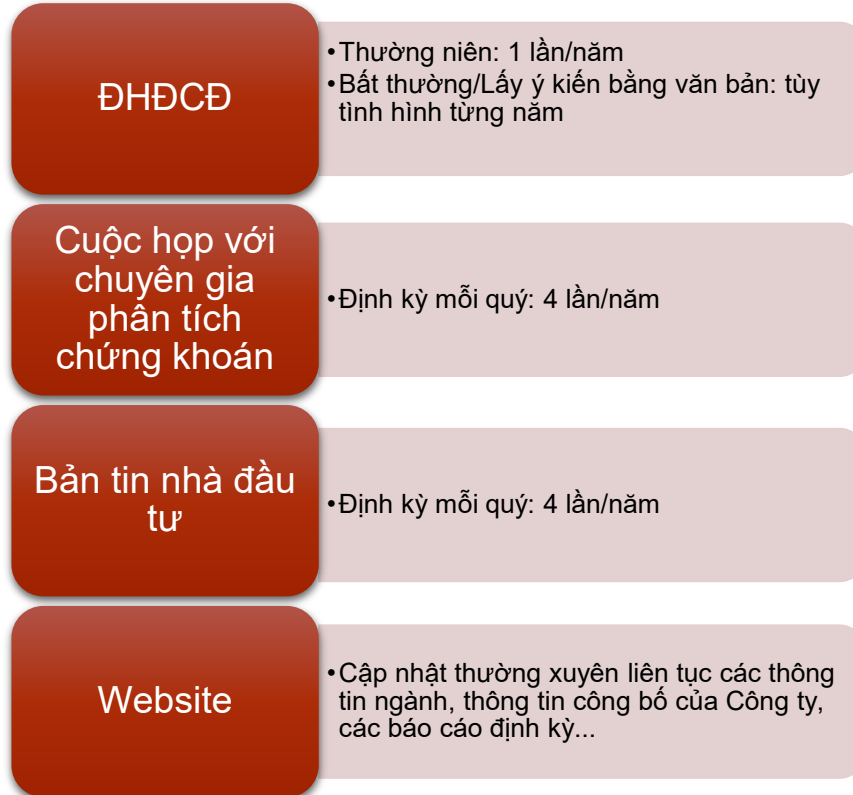 ĐHĐCĐ
•Thường niên: 1 lần/năm
•Bất thường/Lấy ý kiến bằng văn bản: tùy
tình hình từng năm
Cuộc họp với
chuyên gia
phân tích
chứng khoán
•Định kỳ mỗi quý: 4 lần/năm
Bản tin nhà đầu
tư
•Định kỳ mỗi quý: 4 lần/năm
Website
•Cập nhật thường xuyên liên tục các thông
tin ngành, thông tin công bố của Công ty,
các báo cáo định kỳ...